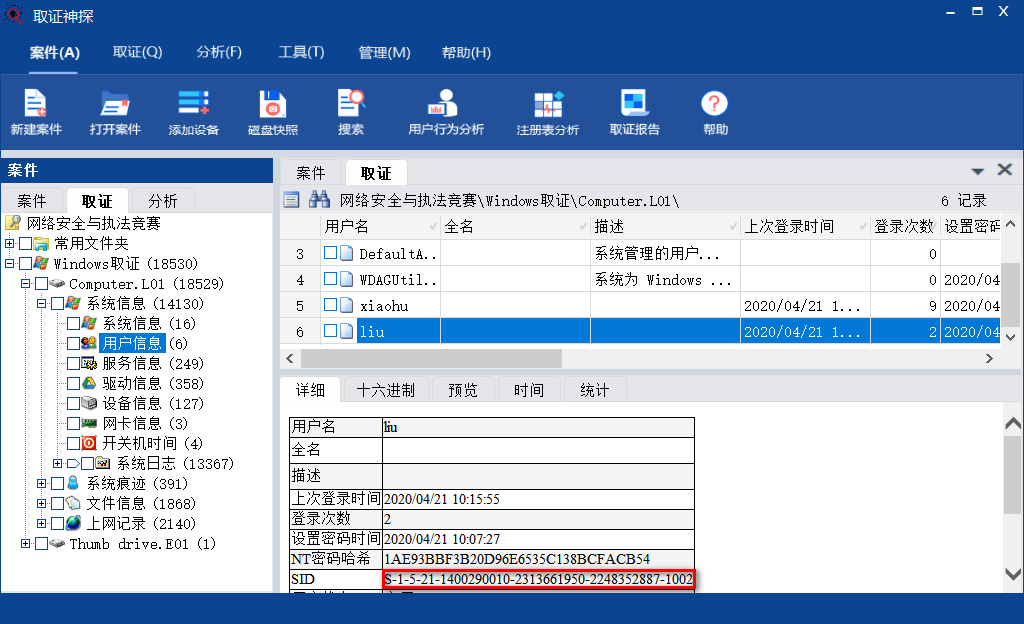 取证神探
案件(A) 取证(Q) 分析(F) 工具(T) 管理(M) 帮助(H)
新建案件 打开案件 添加设备 磁盘快照 搜索 用户行为分析 注册表分析 取证报告 帮助
案件
案件 取证 分析
网络安全与执法竞赛
常用文件夹
Windows取证 (18530)
Computer.L01 (18529)
系统信息 (14130)
系统信息 (16)
用户信息 (6)
服务信息 (249)
驱动信息 (358)
设备信息 (127)
网卡信息 (3)
开关机时间 (4)
系统日志 (13367)
系统痕迹 (391)
文件信息 (1868)
上网记录 (2140)
Thumb drive.E01 (1)
案件 取证
网络安全与执法竞赛\Windows取证\Computer.L01\ 6 记录
用户名 全名 描述 上次登录时间 登录次数 设置密码
3 DefaultA.. 系统管理的用户... 0
4 WDAGUtil.. 系统为 Windows ... 0 2020/04
5 xiaohu 2020/04/21 1... 9 2020/04
6 liu 2020/04/21 1... 2 2020/04
详细 十六进制 预览 时间 统计
用户名 liu
全名
描述
上次登录时间 2020/04/21 10:15:55
登录次数 2
设置密码时间 2020/04/21 10:07:27
NT密码哈希 1AE93BBF3B20D96E6535C138BCFACB54
SID S-1-5-21-1400290010-2313661950-2248352887-1002